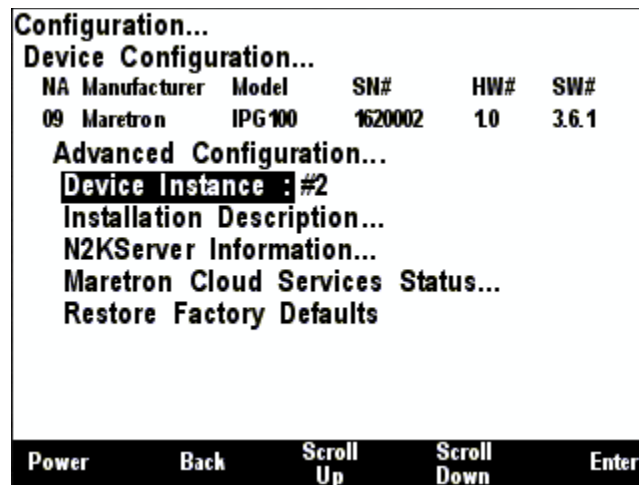 Configuration...
Device Configuration...
NA Manufacturer Model SN# HW# SW#
09 Maretron IPG100 1620002 1.0 3.6.1
Advanced Configuration...
Device Instance : #2
Installation Description...
N2KServer Information...
Maretron Cloud Services Status...
Restore Factory Defaults
Power Back Scroll Up Scroll Down Enter